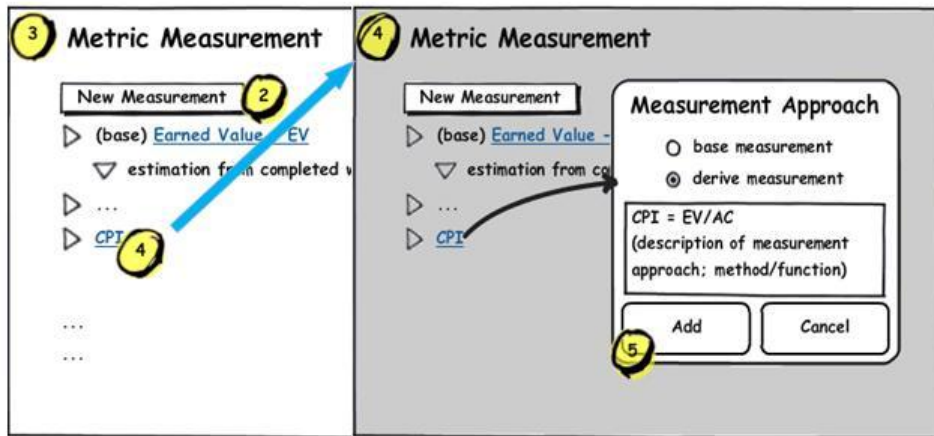 3 Metric Measurement
New Measurement 2
(base) Earned Value - EV
estimation from completed
...
CPI
4
...
...
4 Metric Measurement
New Measurement
(base) Earned Value -
estimation from co
...
CPI
Measurement Approach
base measurement
derive measurement
CPI = EV/AC
(description of measurement
approach; method/function)
Add
Cancel
5